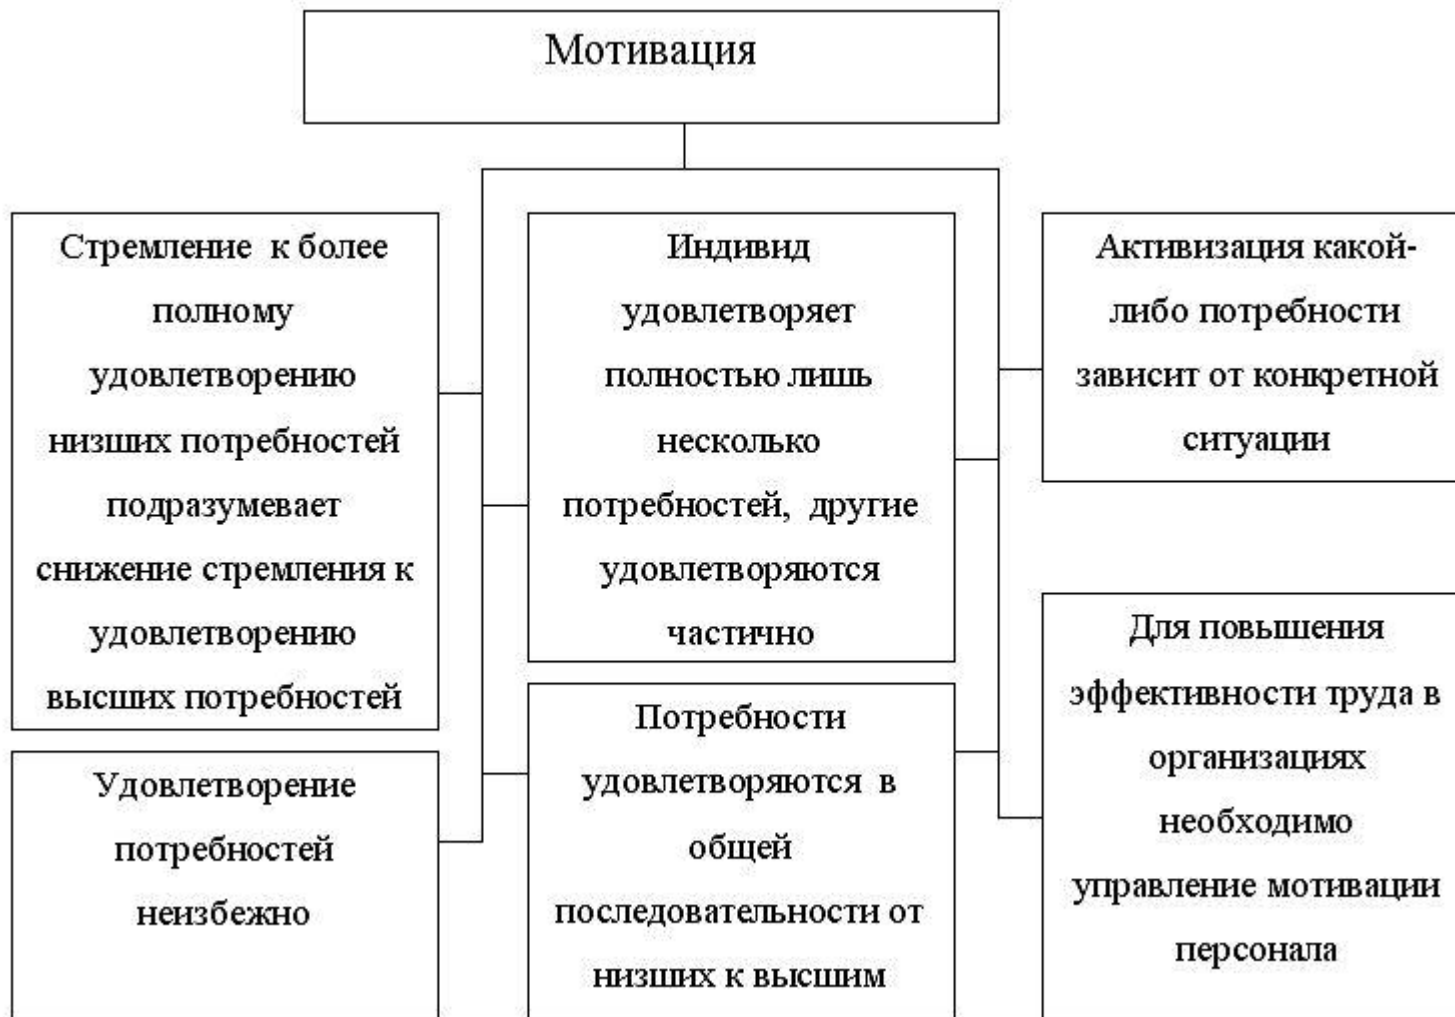 Мотивация
Стремление к более
полному
удовлетворению
низших потребностей
подразумевает
снижение стремления к
удовлетворению
высших потребностей
Удовлетворение
потребностей
неизбежно
Индивид
удовлетворяет
полностью лишь
несколько
потребностей, другие
удовлетворяются
частично
Потребности
удовлетворяются в
общей
последовательности от
низших к высшим
Активизация какой-
либо потребности
зависит от конкретной
ситуации
Для повышения
эффективности труда в
организациях
необходимо
управление мотивации
персонала